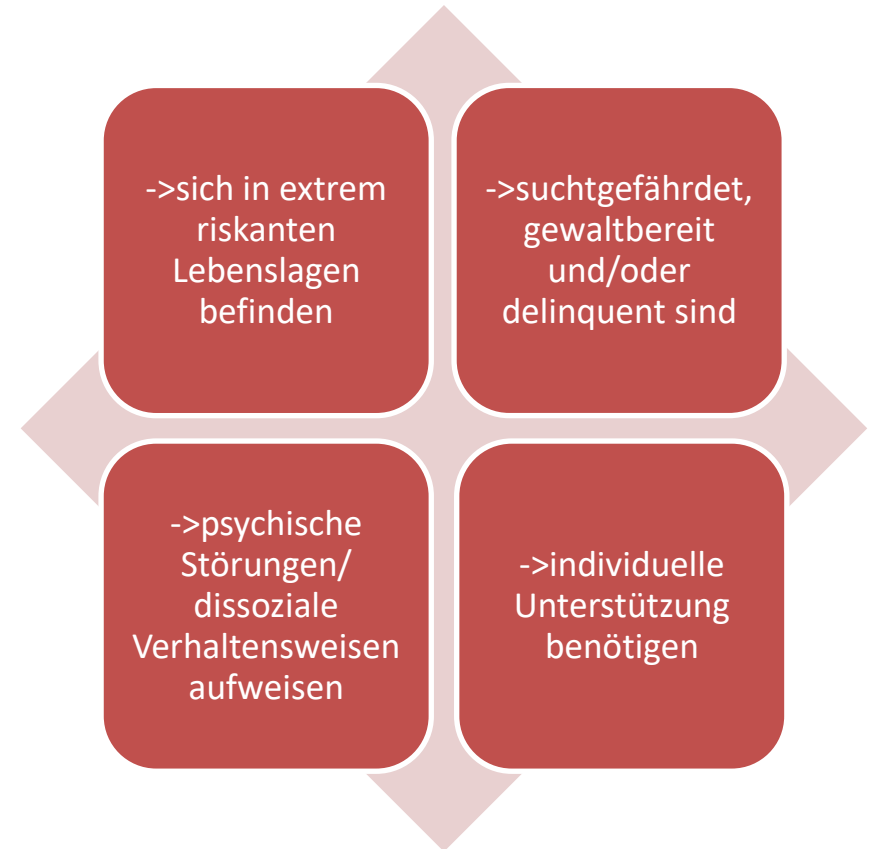 ->sich in extrem
riskanten
Lebenslagen
befinden
->suchtgefährdet,
gewaltbereit
und/oder
delinquent sind
->psychische
Störungen/
dissoziale
Verhaltensweisen
aufweisen
->individuelle
Unterstützung
benötigen